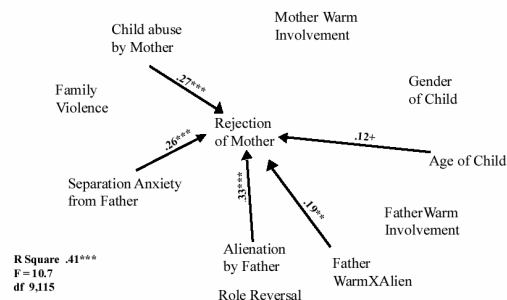 Mother Warm
Involvement
Child abuse
by Mother
.27***
Gender
of Child
Family
Violence
Rejection
of Mother
.12+
.26***
Age of Child
Separation Anxiety
from Father
.33***
.19**
Father Warm
Involvement
Alienation
by Father
Father
WarmXAlien
Role Reversal
R Square .41***
F = 10.7
df 9,115